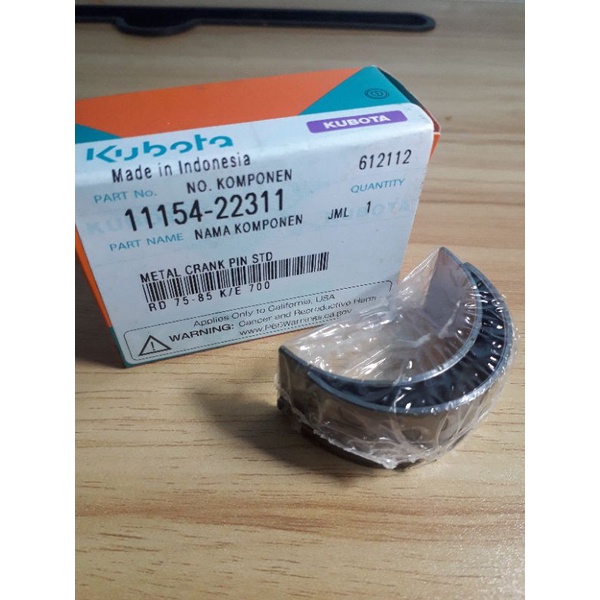 Kubota
KUBOTA
Made in Indonesia
612112
PART No.
NO. KOMPONEN
QUANTITY
11154-22311
JML
1
PART NAME
NAMA KOMPONEN
METAL CRANK PIN STD
RD 75-85 K/E 700
Applies Only to California, USA
WARNING: Cancer and Reproductive Harm
www.P65Warnings.ca.gov